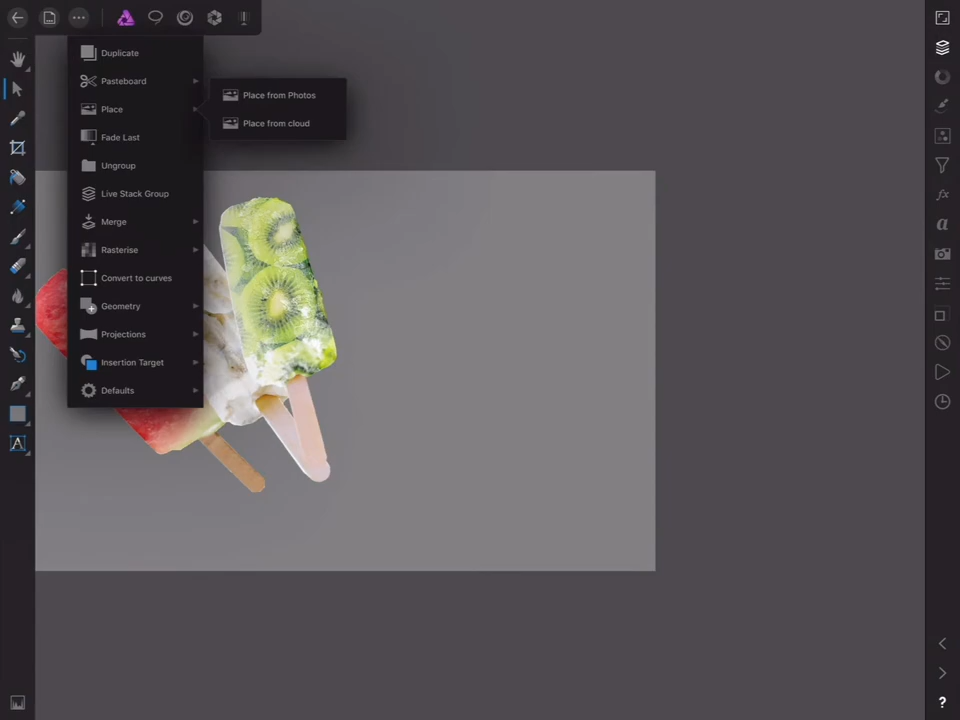 Duplicate
Pasteboard
Place
Place from Photos
Place from cloud
Fade Last
Ungroup
Live Stack Group
Merge
Rasterise
Convert to curves
Geometry
Projections
Insertion Target
Defaults
A
fx
a
?